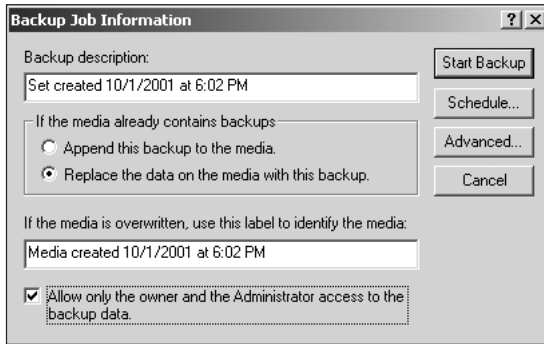 Backup Job Information
Backup description:
Set created 10/1/2001 at 6:02 PM
If the media already contains backups
Append this backup to the media.
Replace the data on the media with this backup.
If the media is overwritten, use this label to identify the media:
Media created 10/1/2001 at 6:02 PM
Allow only the owner and the Administrator access to the
backup data.
Start Backup
Schedule...
Advanced...
Cancel